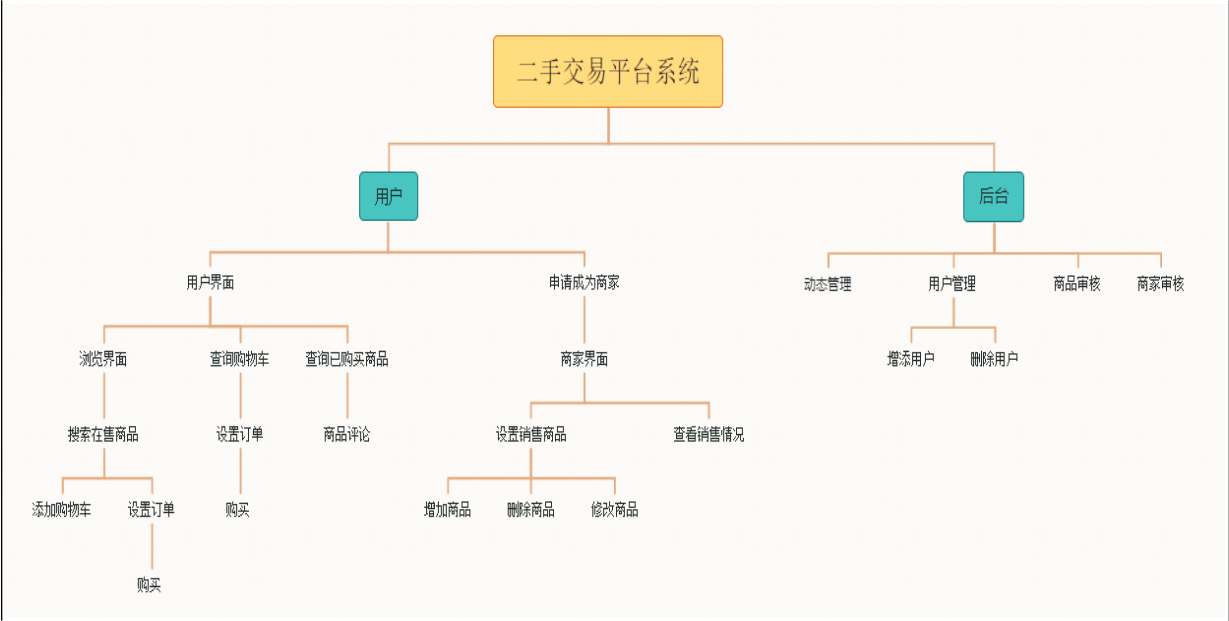 二手交易平台系统
用户
后台
用户界面
申请成为商家
动态管理
用户管理
商品审核
商家审核
浏览界面
查询购物车
查询已购买商品
商家界面
增添用户
删除用户
搜索在售商品
设置订单
商品评论
设置销售商品
查看销售情况
添加购物车
设置订单
购买
增加商品
删除商品
修改商品
购买